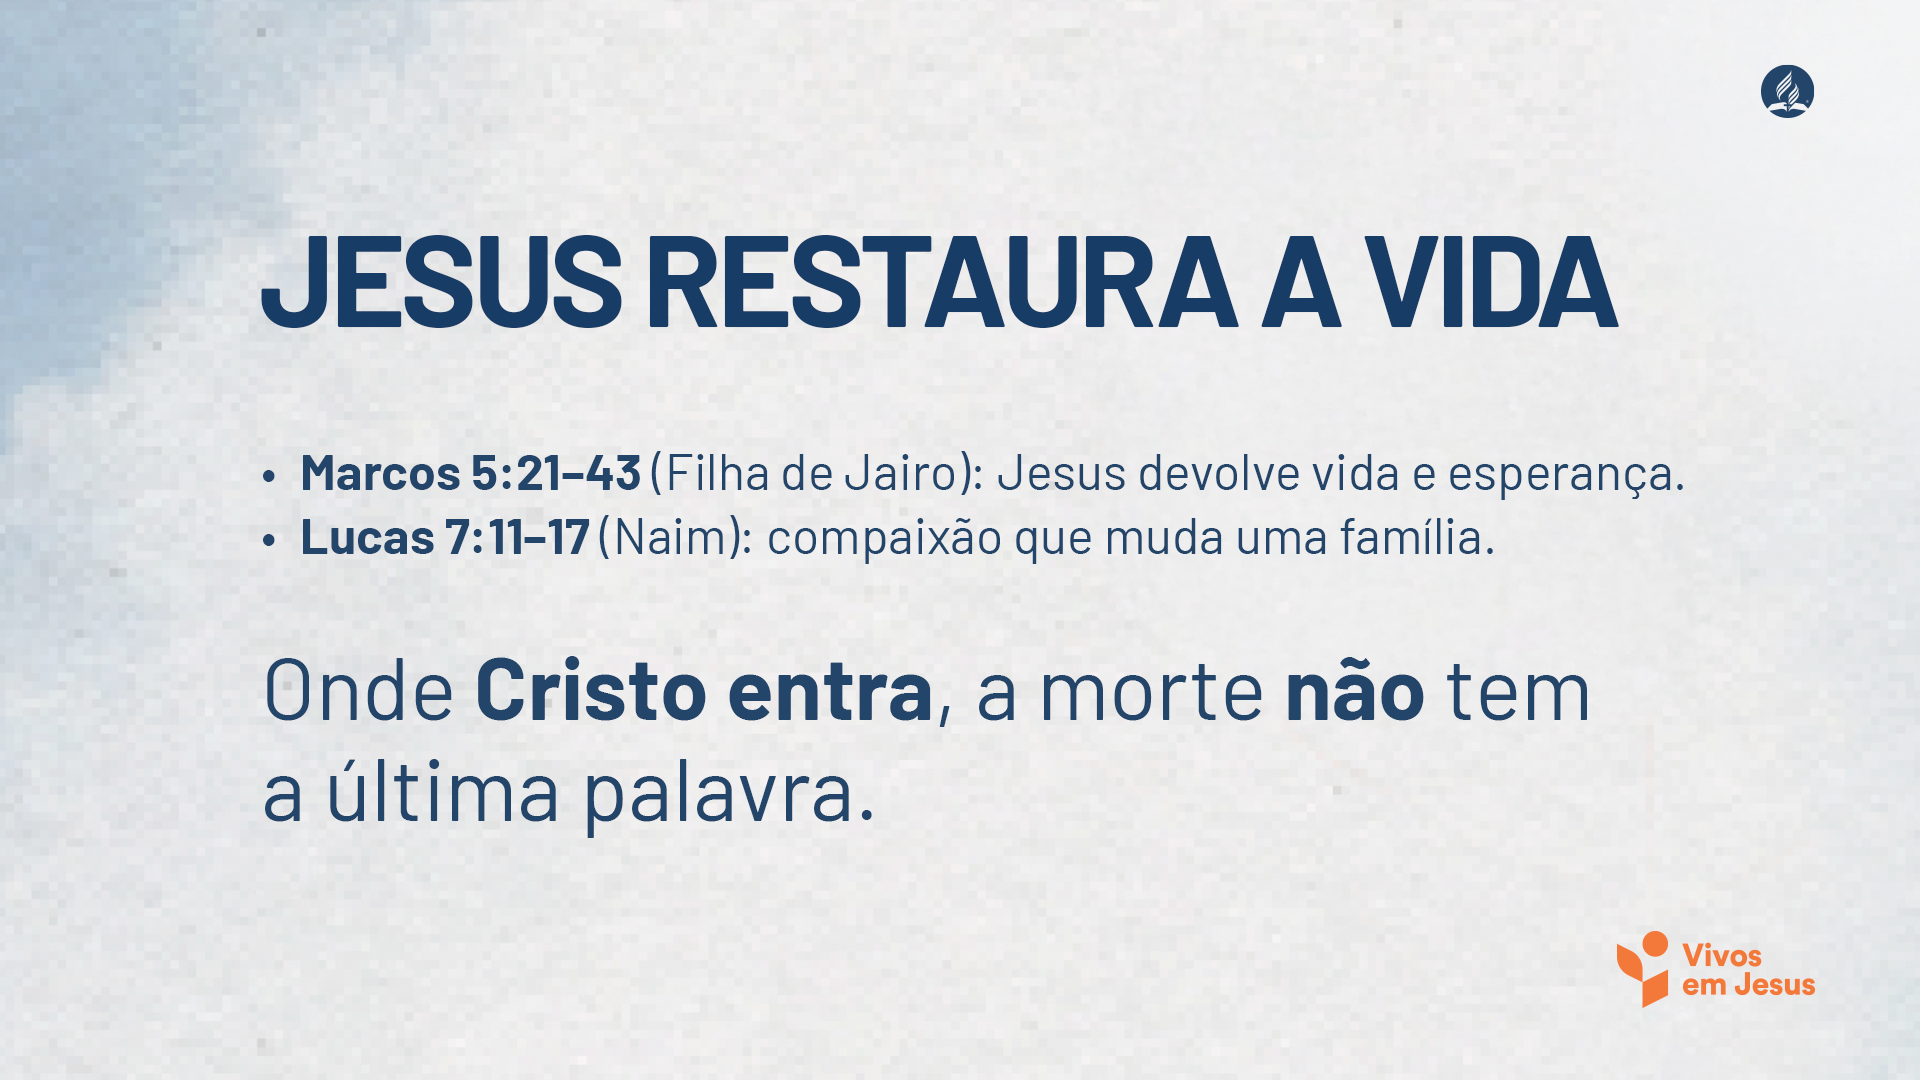 JESUS RESTAURA A VIDA
• Marcos 5:21–43 (Filha de Jairo): Jesus devolve vida e esperança.
• Lucas 7:11–17 (Naim): compaixão que muda uma família.
Onde Cristo entra, a morte não tem
a última palavra.
Vivos
em Jesus